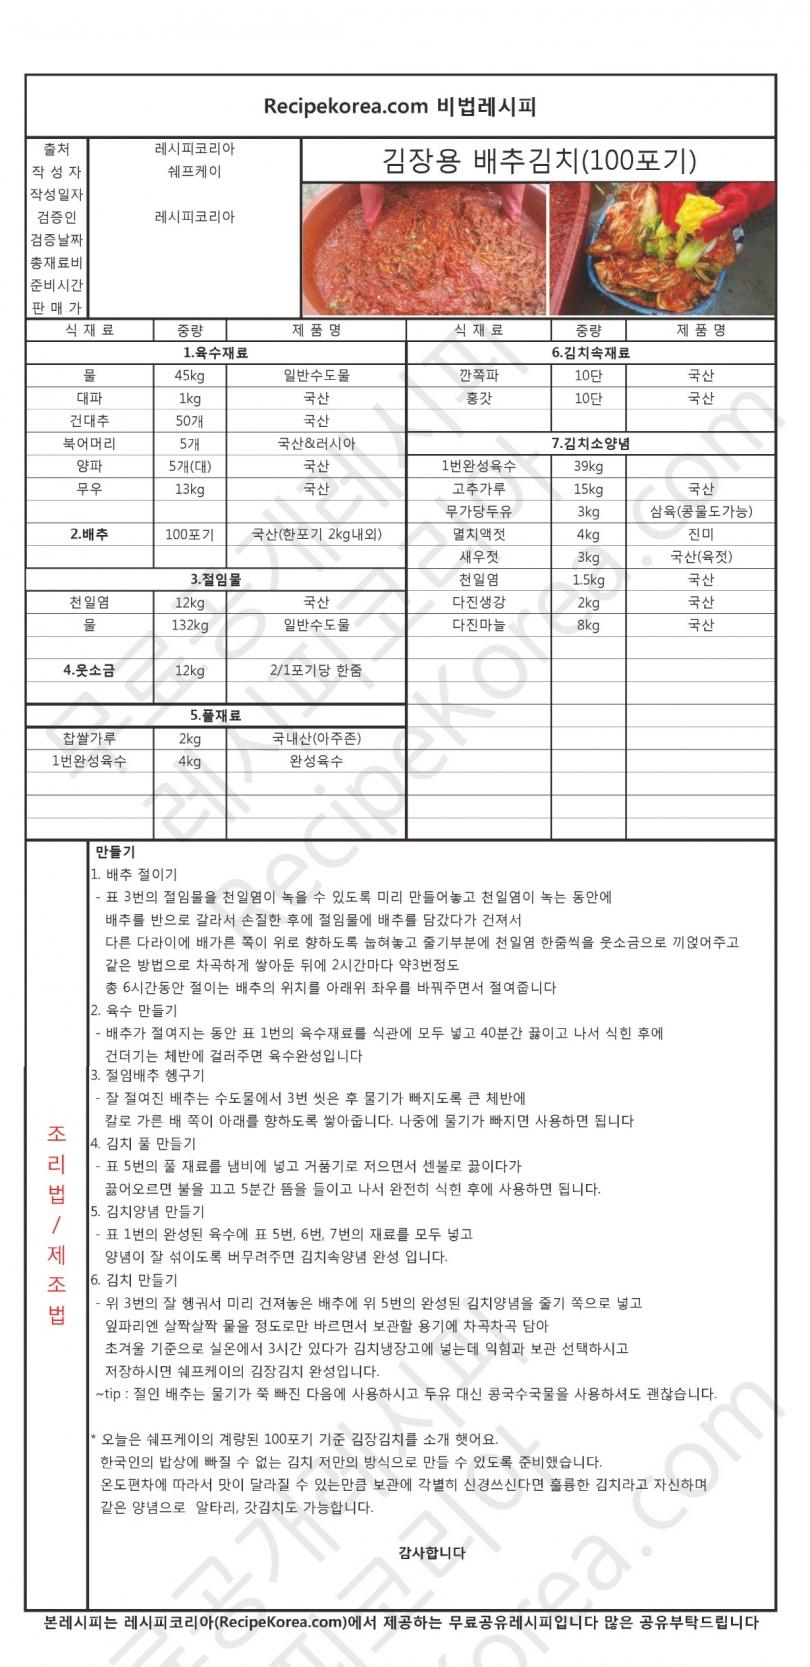 Recipekorea.com 비법레시피
출처 레시피코리아
작 성 자 쉐프케이
작성일자
검증인 레시피코리아
검증날짜
총재료비
준비시간
판 매 가
김장용 배추김치(100포기)
식 재 료 중량 제 품 명 식 재 료 중량 제 품 명
1.육수재료 6.김치속재료
물 45kg 일반수도물 깐쪽파 10단 국산
대파 1kg 국산 홍갓 10단 국산
건대추 50개 국산
북어머리 5개 국산&러시아 7.김치소양념
양파 5개(대) 국산 1번완성육수 39kg
무우 13kg 국산 고추가루 15kg 국산
무가당두유 3kg 삼육(콩물도가능)
2.배추 100포기 국산(한포기 2kg내외) 멸치액젓 4kg 진미
새우젓 3kg 국산(육젓)
3.절임물 천일염 1.5kg 국산
천일염 12kg 국산 다진생강 2kg 국산
물 132kg 일반수도물 다진마늘 8kg 국산
4.웃소금 12kg 2/1포기당 한줌
5.풀재료
찹쌀가루 2kg 국내산(아주존)
1번완성육수 4kg 완성육수
조리법/제조법
만들기
1. 배추 절이기
- 표 3번의 절임물을 천일염이 녹을 수 있도록 미리 만들어놓고 천일염이 녹는 동안에
배추를 반으로 갈라서 손질한 후에 절임물에 배추를 담갔다가 건져서
다른 다라이에 배가른 쪽이 위로 향하도록 눕혀놓고 줄기부분에 천일염 한줌씩을 웃소금으로 끼얹어주고
같은 방법으로 차곡하게 쌓아둔 뒤에 2시간마다 약3번정도
총 6시간동안 절이는 배추의 위치를 아래위 좌우를 바꿔주면서 절여줍니다
2. 육수 만들기
- 배추가 절여지는 동안 표 1번의 육수재료를 식관에 모두 넣고 40분간 끓이고 나서 식힌 후에
건더기는 체반에 걸러주면 육수완성입니다
3. 절임배추 헹구기
- 잘 절여진 배추는 수도물에서 3번 씻은 후 물기가 빠지도록 큰 체반에
칼로 가른 배 쪽이 아래를 향하도록 쌓아줍니다. 나중에 물기가 빠지면 사용하면 됩니다
4. 김치 풀 만들기
- 표 5번의 풀 재료를 냄비에 넣고 거품기로 저으면서 센불로 끓이다가
끓어오르면 불을 끄고 5분간 뜸을 들이고 나서 완전히 식힌 후에 사용하면 됩니다.
5. 김치양념 만들기
- 표 1번의 완성된 육수에 표 5번, 6번, 7번의 재료를 모두 넣고
양념이 잘 섞이도록 버무려주면 김치속양념 완성 입니다.
6. 김치 만들기
- 위 3번의 잘 헹궈서 미리 건져놓은 배추에 위 5번의 완성된 김치양념을 줄기 쪽으로 넣고
잎파리엔 살짝살짝 뭍을 정도로만 바르면서 보관할 용기에 차곡차곡 담아
초겨울 기준으로 실온에서 3시간 있다가 김치냉장고에 넣는데 익힘과 보관 선택하시고
저장하시면 쉐프케이의 김장김치 완성입니다.
~tip : 절인 배추는 물기가 쭉 빠진 다음에 사용하시고 두유 대신 콩국수국물을 사용하셔도 괜찮습니다.
* 오늘은 쉐프케이의 계량된 100포기 기준 김장김치를 소개 햇어요.
한국인의 밥상에 빠질 수 없는 김치 저만의 방식으로 만들 수 있도록 준비했습니다.
온도편차에 따라서 맛이 달라질 수 있는만큼 보관에 각별히 신경쓰신다면 훌륭한 김치라고 자신하며
같은 양념으로 알타리, 갓김치도 가능합니다.
감사합니다
본레시피는 레시피코리아(RecipeKorea.com)에서 제공하는 무료공유레시피입니다 많은 공유부탁드립니다
무료공개레시피
레시피코리아
RecipeKorea.com